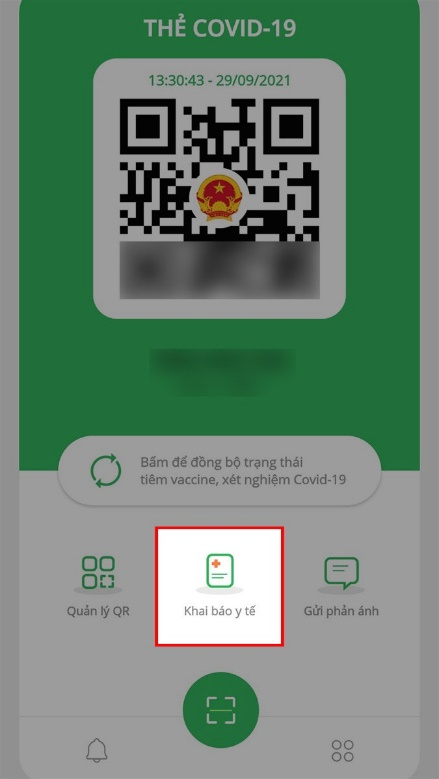 THẺ COVID-19
13:30:43 - 29/09/2021
Bấm để đồng bộ trạng thái
tiêm vaccine, xét nghiệm Covid-19
Quản lý QR
Khai báo y tế
Gửi phản ánh